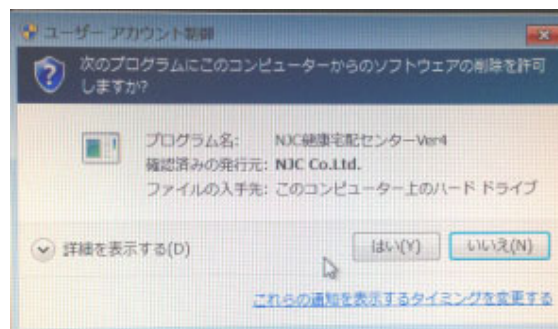 ユーザー アカウント制御
次のプログラムにこのコンピューターからのソフトウェアの削除を許可
しますか?
プログラム名: NJC健康宅配センターVer4
確認済みの発行元: NJC Co.Ltd.
ファイルの入手先: このコンピューター上のハード ドライブ
詳細を表示する(D) はい(Y) いいえ(N)
これらの通知を表示するタイミングを変更する